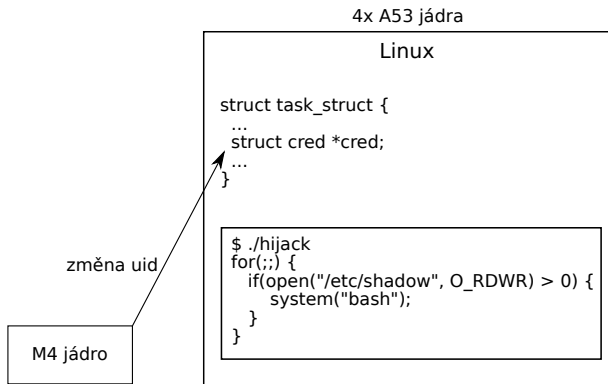 4x A53 jádra
Linux
struct task_struct {
...
struct cred *cred;
...
}
$ ./hijack
for(;;) {
if(open("/etc/shadow", O_RDWR) > 0) {
system("bash");
}
}
změna uid
M4 jádro